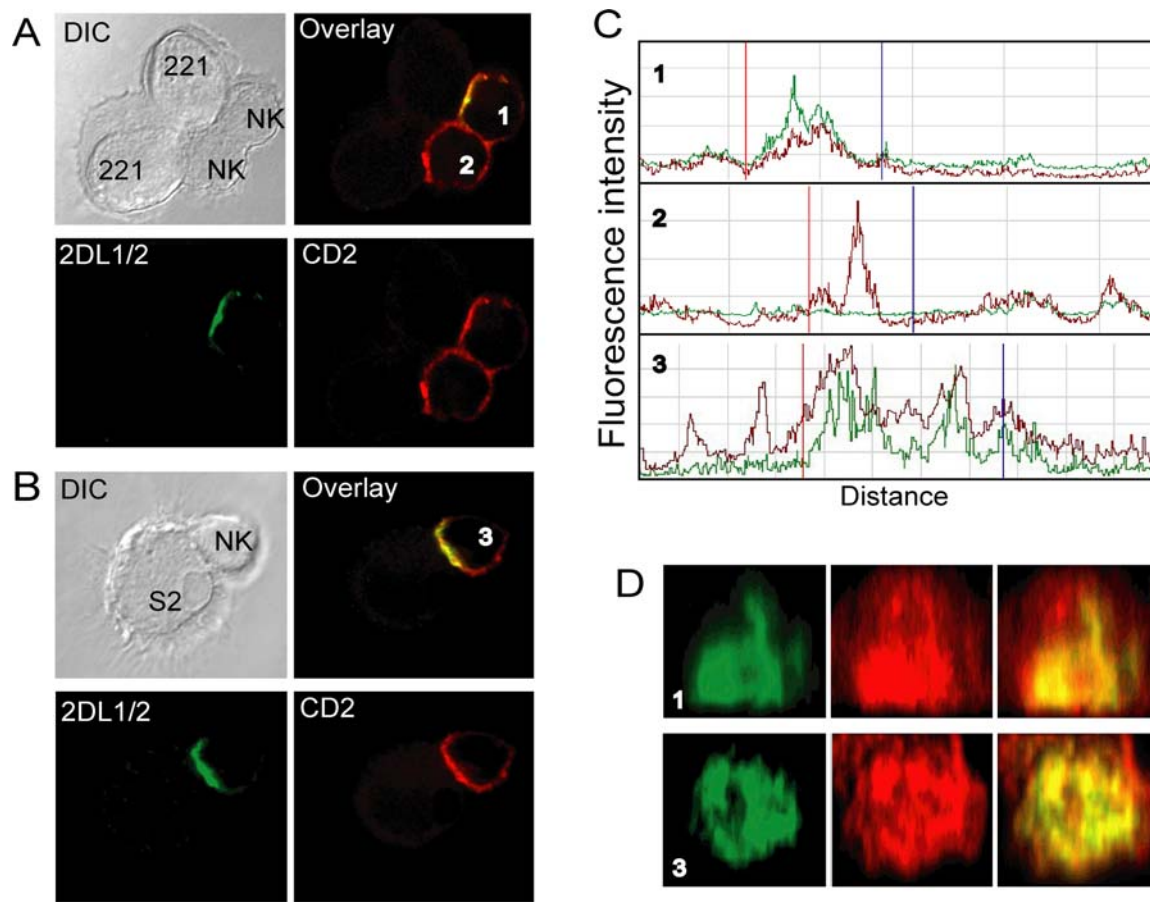 A
DIC
221
221
NK
NK
Overlay
1
2
2DL1/2
CD2
B
DIC
NK
S2
Overlay
3
2DL1/2
CD2
C
Fluorescence intensity
1
2
3
Distance
D
1
3